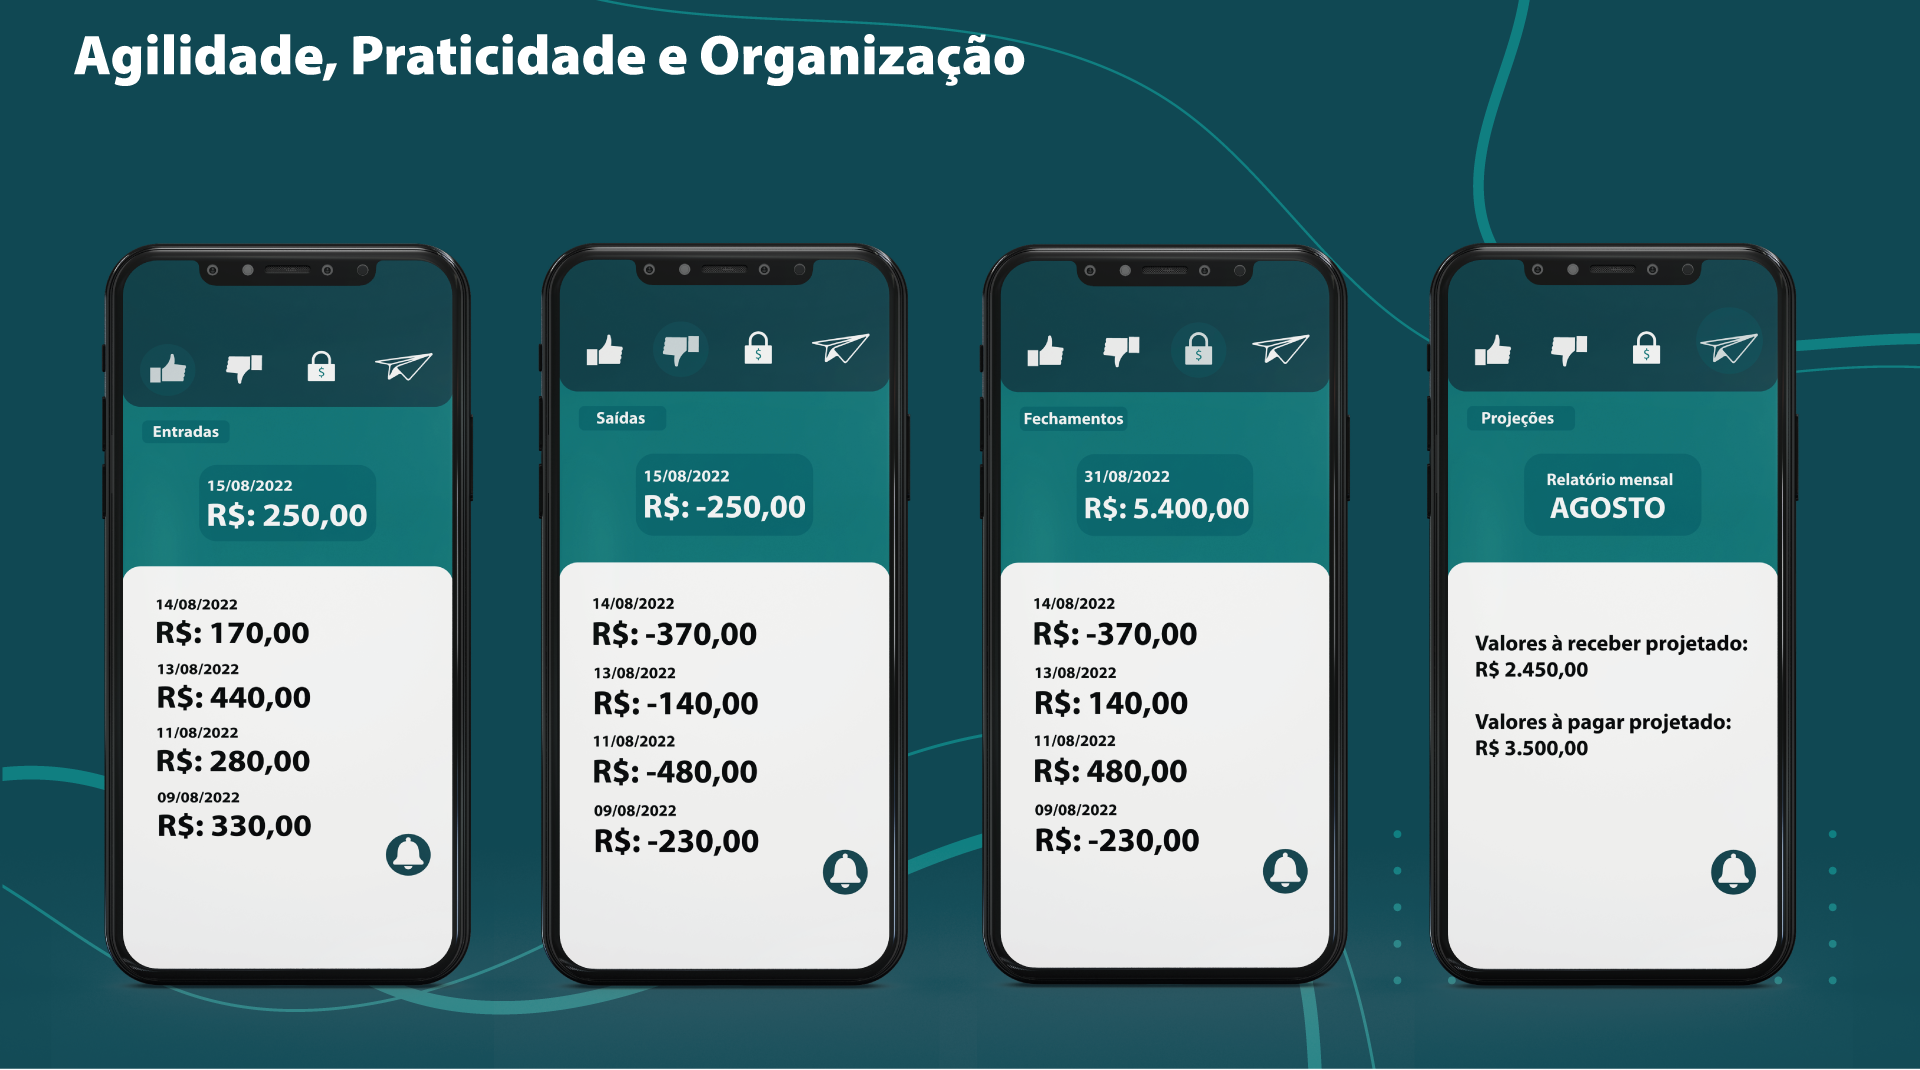 Agilidade, Praticidade e Organização
$
Entradas
15/08/2022
R$: 250,00
14/08/2022
R$: 170,00
13/08/2022
R$: 440,00
11/08/2022
R$: 280,00
09/08/2022
R$: 330,00
$
Saídas
15/08/2022
R$: -250,00
14/08/2022
R$: -370,00
13/08/2022
R$: -140,00
11/08/2022
R$: -480,00
09/08/2022
R$: -230,00
$
Fechamentos
31/08/2022
R$: 5.400,00
14/08/2022
R$: -370,00
13/08/2022
R$: 140,00
11/08/2022
R$: 480,00
09/08/2022
R$: -230,00
$
Projeções
Relatório mensal
AGOSTO
Valores à receber projetado:
R$ 2.450,00
Valores à pagar projetado:
R$ 3.500,00